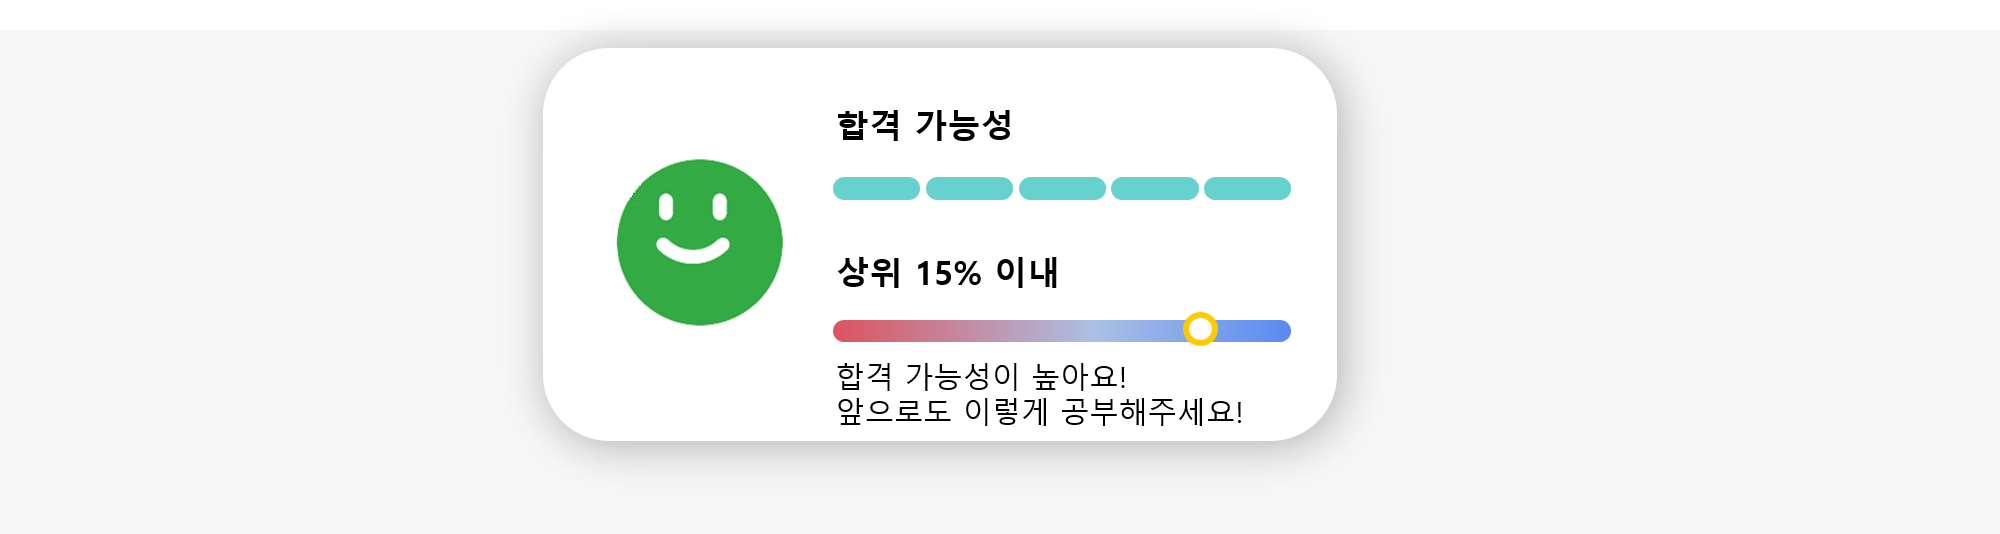 합격 가능성
상위 15% 이내
합격 가능성이 높아요!
앞으로도 이렇게 공부해주세요!